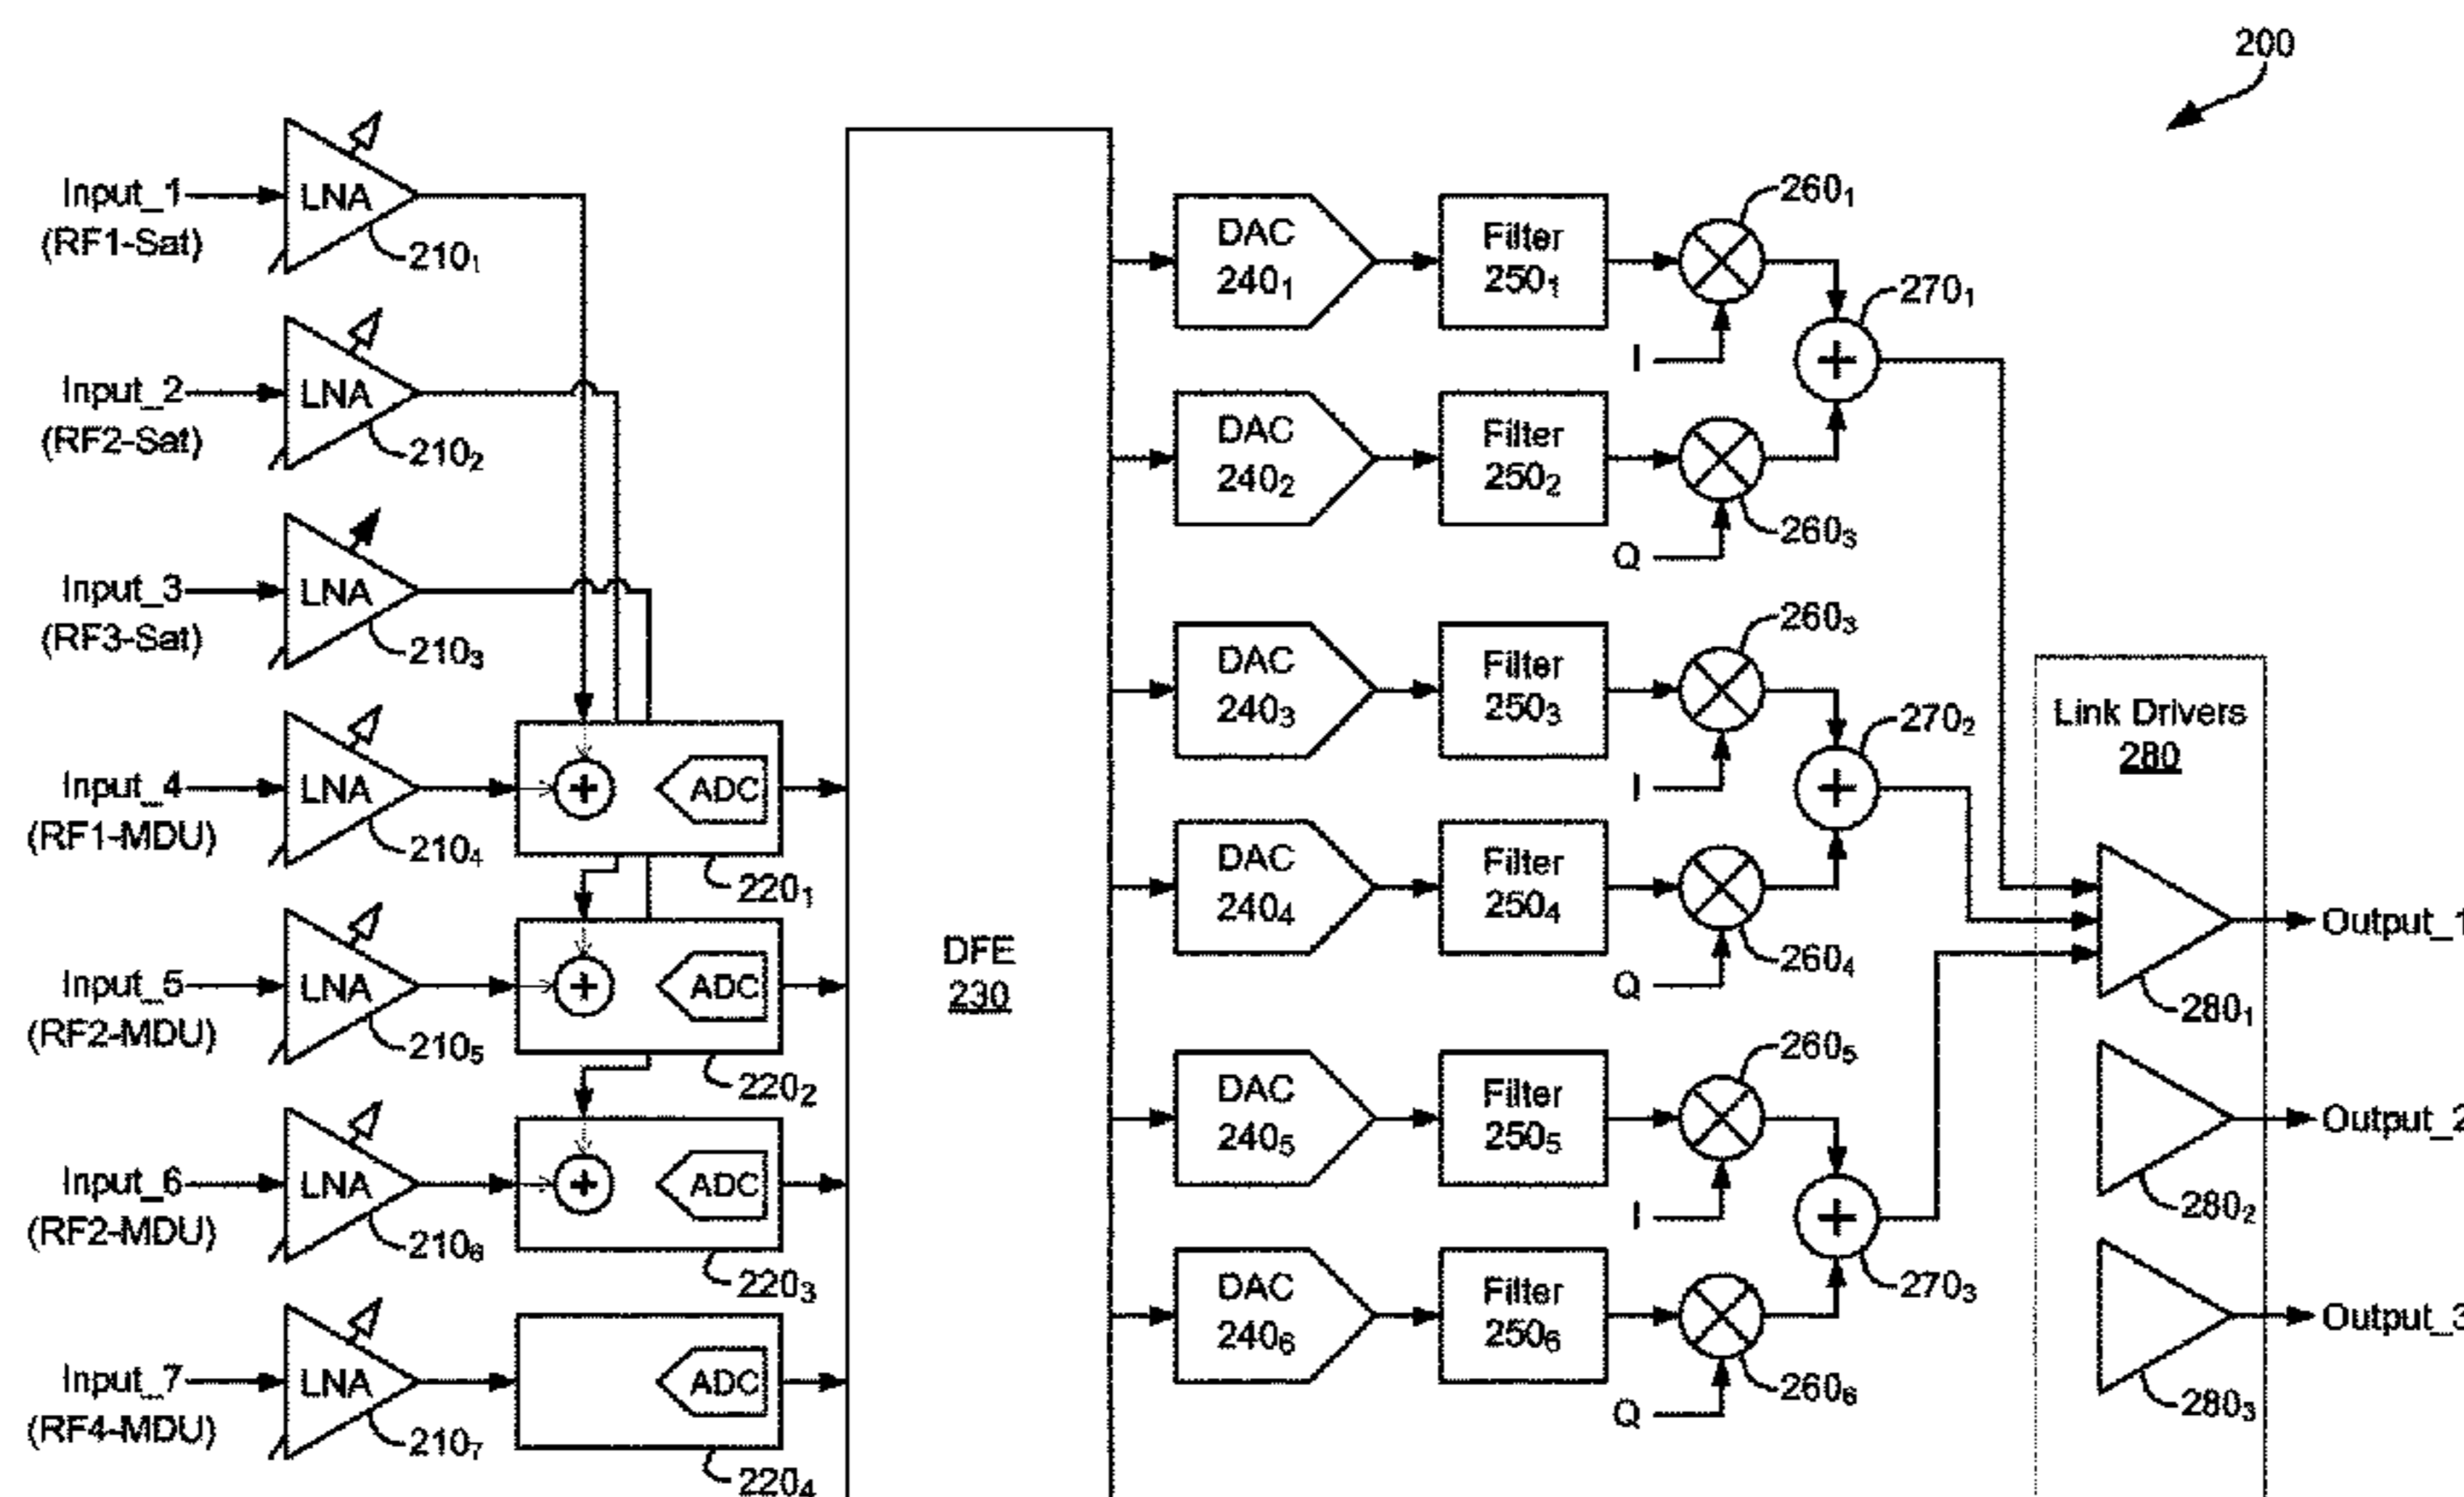 200
Input_1
(RF1-Sat)
LNA
210₁
Input_2
(RF2-Sat)
LNA
210₂
Input_3
(RF3-Sat)
LNA
210₃
Input_4
(RF1-MDU)
LNA
210₄
+
ADC
220₁
Input_5
(RF2-MDU)
LNA
210₅
+
ADC
220₂
Input_6
(RF2-MDU)
LNA
210₆
+
ADC
220₃
Input_7
(RF4-MDU)
LNA
210₇
ADC
220₄
DFE
230
DAC
240₁
Filter
250₁
260₁
I
270₁
+
DAC
240₂
Filter
250₂
260₃
Q
DAC
240₃
Filter
250₃
260₃
I
270₂
+
DAC
240₄
Filter
250₄
260₄
Q
DAC
240₅
Filter
250₅
260₅
I
270₃
+
DAC
240₆
Filter
250₆
260₆
Q
Link Drivers
280
280₁
Output_1
280₂
Output_2
280₃
Output_3